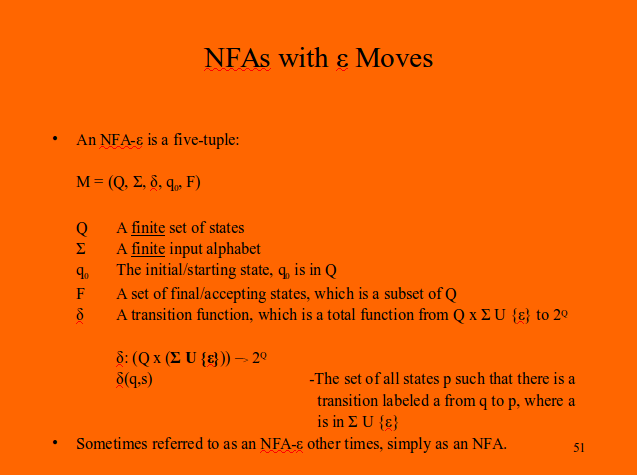 NFAs with ε Moves
• An NFA-ε is a five-tuple:
M = (Q, Σ, δ, q₀, F)
Q A finite set of states
Σ A finite input alphabet
q₀ The initial/starting state, q₀ is in Q
F A set of final/accepting states, which is a subset of Q
δ A transition function, which is a total function from Q x Σ U {ε} to 2^Q
δ: (Q x (Σ U {ε})) –> 2^Q
δ(q,s) -The set of all states p such that there is a
transition labeled a from q to p, where a
is in Σ U {ε}
• Sometimes referred to as an NFA-ε other times, simply as an NFA.
51